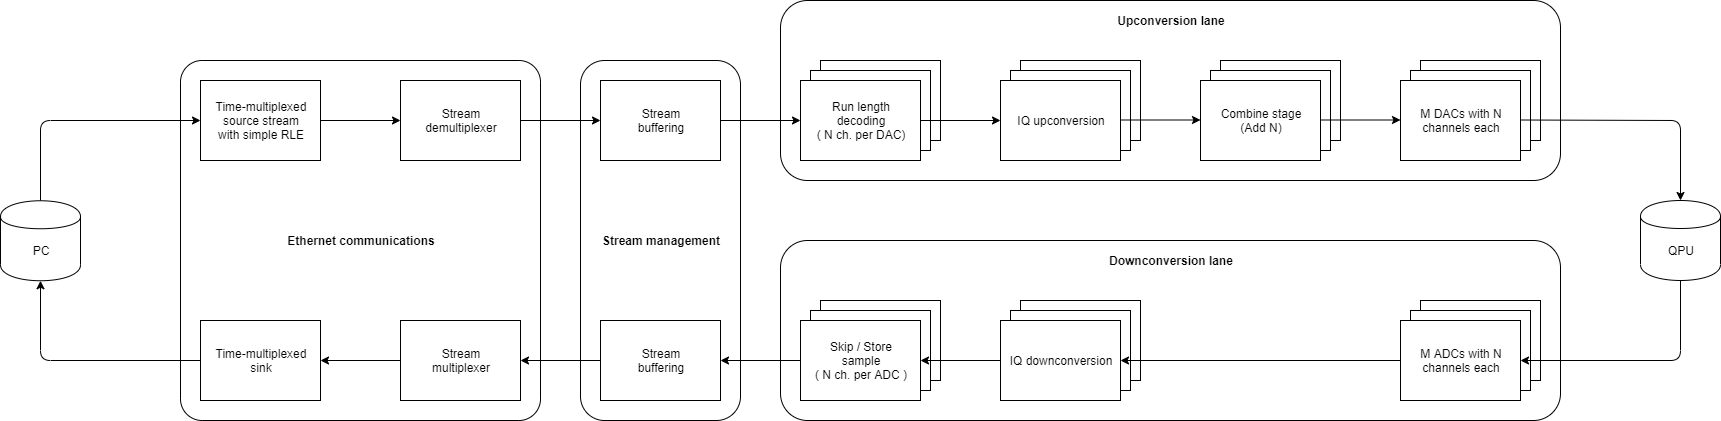 Upconversion lane
Time-multiplexed
source stream
with simple RLE
Stream
demultiplexer
Stream
buffering
Run length
decoding
( N ch. per DAC)
IQ upconversion
Combine stage
(Add N)
M DACs with N
channels each
PC
Ethernet communications
Stream management
QPU
Downconversion lane
Time-multiplexed
sink
Stream
multiplexer
Stream
buffering
Skip / Store
sample
( N ch. per ADC )
IQ downconversion
M ADCs with N
channels each